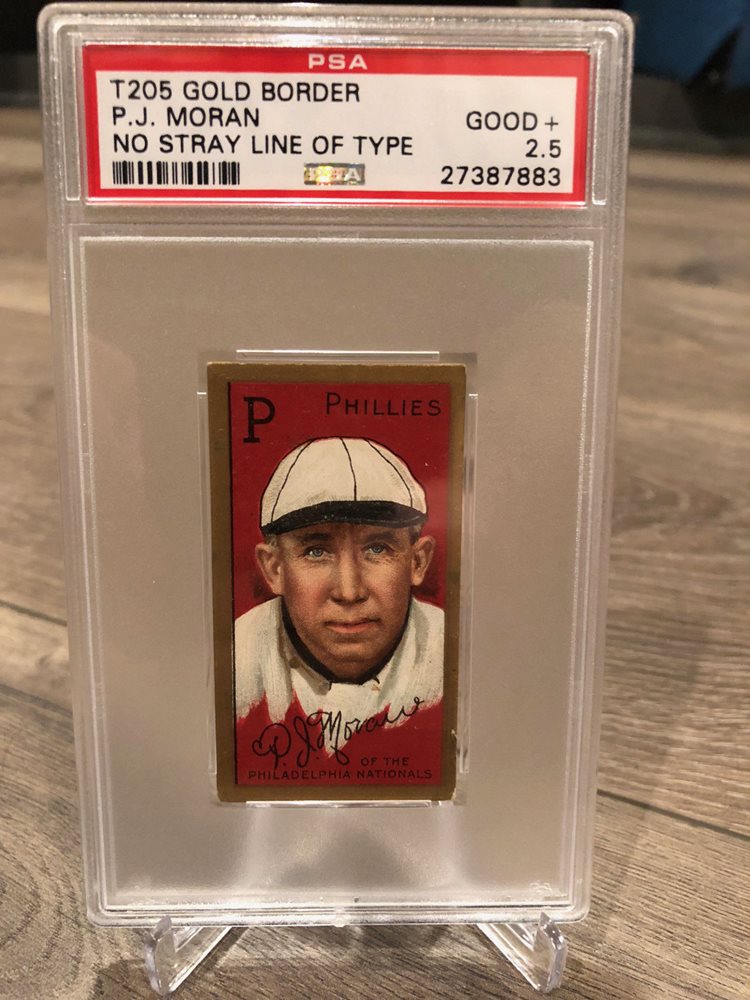 PSA
T205 GOLD BORDER
P.J. MORAN GOOD +
NO STRAY LINE OF TYPE 2.5
PSA 27387883
P PHILLIES
P. J. Moran
OF THE
PHILADELPHIA NATIONALS